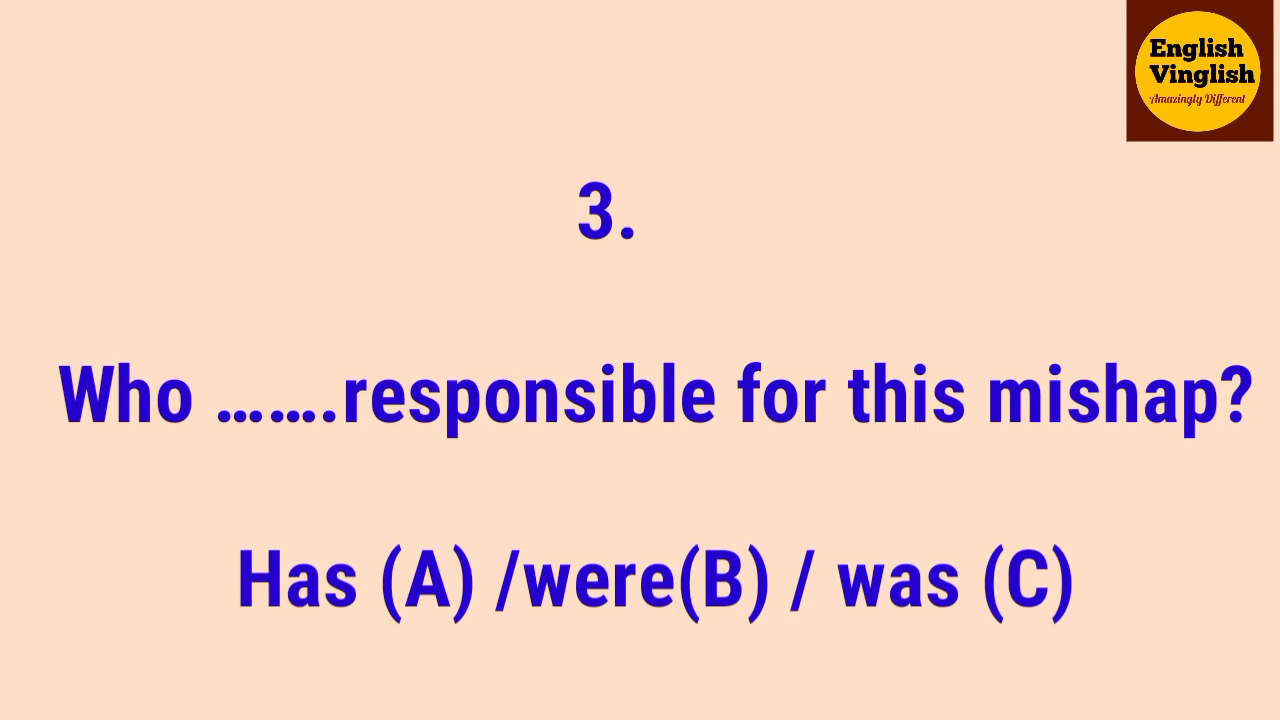 English
Vinglish
Amazingly Different
3.
Who …….responsible for this mishap?
Has (A) /were(B) / was (C)